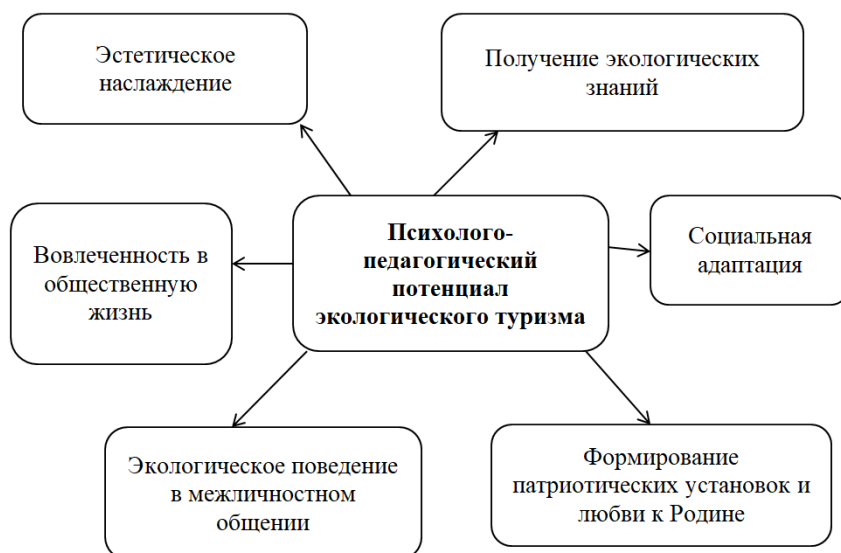 Эстетическое
наслаждение
Получение экологических
знаний
Психолого-
педагогический
потенциал
экологического туризма
Социальная
адаптация
Вовлеченность в
общественную
жизнь
Экологическое поведение
в межличностном
общении
Формирование
патриотических установок и
любви к Родине